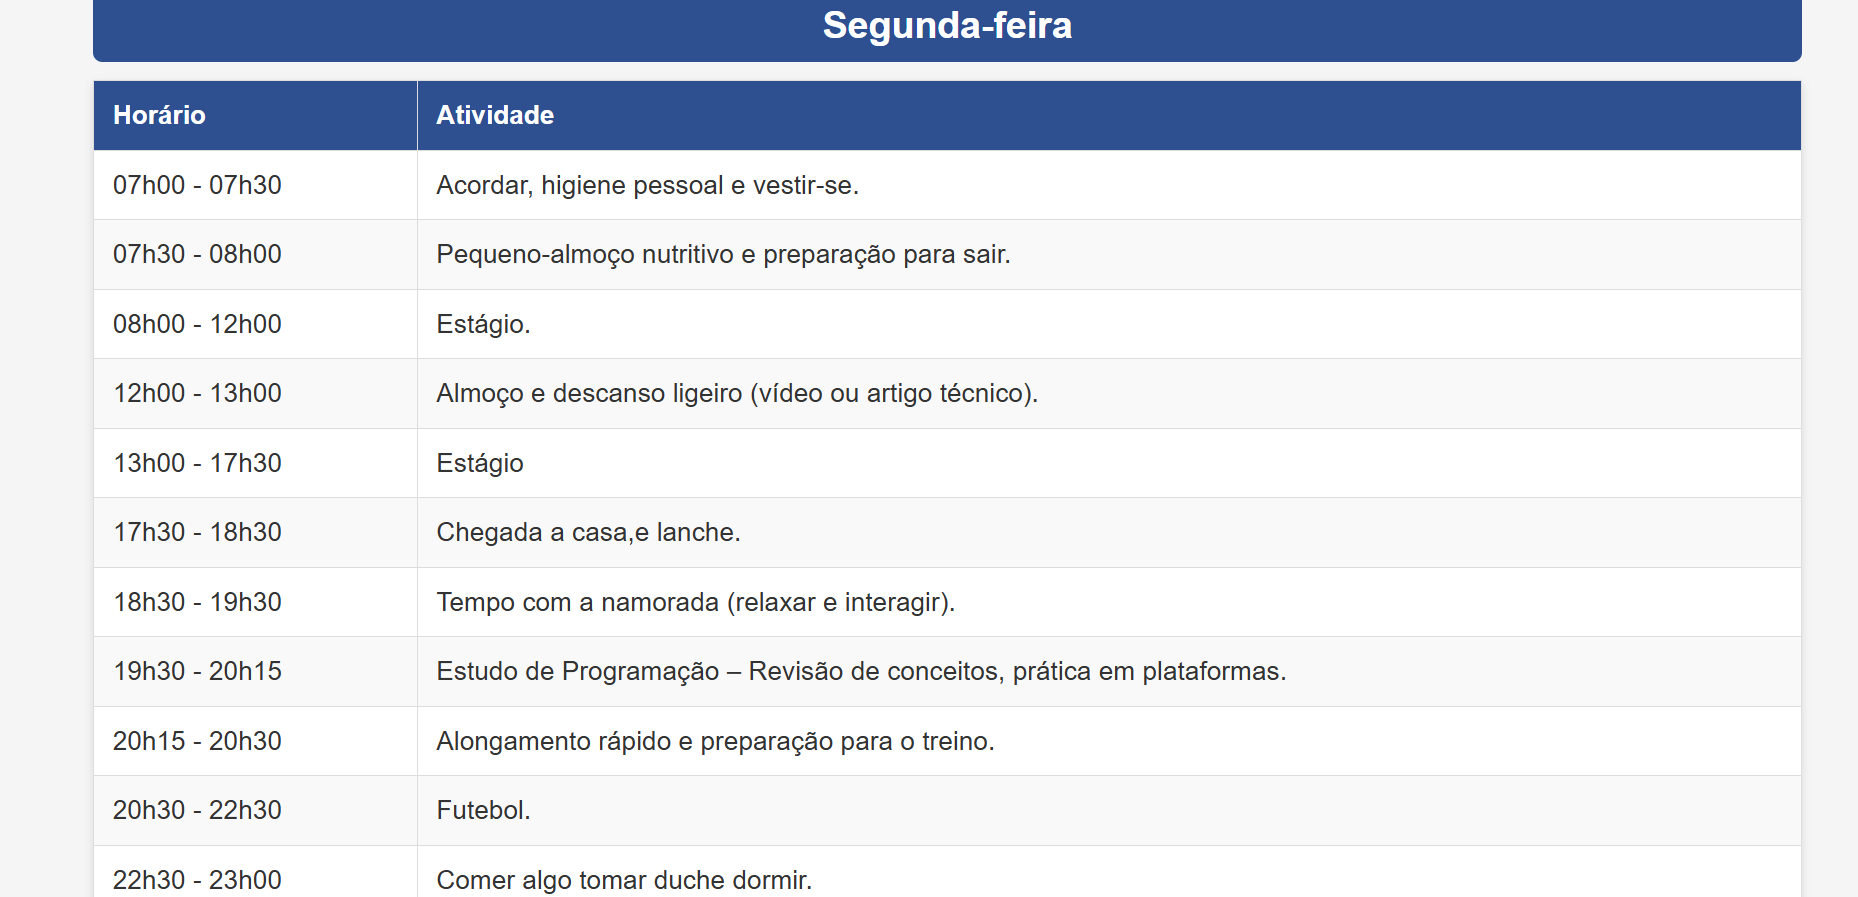 Segunda-feira
Horário Atividade
07h00 - 07h30 Acordar, higiene pessoal e vestir-se.
07h30 - 08h00 Pequeno-almoço nutritivo e preparação para sair.
08h00 - 12h00 Estágio.
12h00 - 13h00 Almoço e descanso ligeiro (vídeo ou artigo técnico).
13h00 - 17h30 Estágio
17h30 - 18h30 Chegada a casa,e lanche.
18h30 - 19h30 Tempo com a namorada (relaxar e interagir).
19h30 - 20h15 Estudo de Programação – Revisão de conceitos, prática em plataformas.
20h15 - 20h30 Alongamento rápido e preparação para o treino.
20h30 - 22h30 Futebol.
22h30 - 23h00 Comer algo tomar duche dormir.